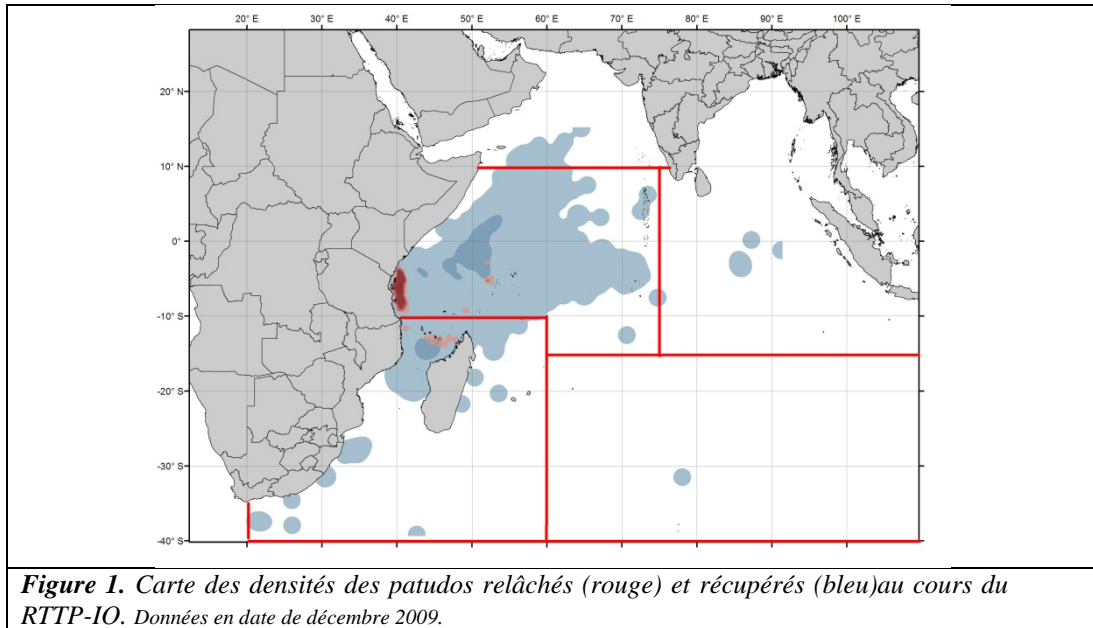 20° E 30° E 40° E 50° E 60° E 70° E 80° E 90° E 100° E
20° N
10° N
0°
-10° S
-20° S
-30° S
-40° S
Figure 1. Carte des densités des patudos relâchés (rouge) et récupérés (bleu)au cours du
RTTP-IO. Données en date de décembre 2009.